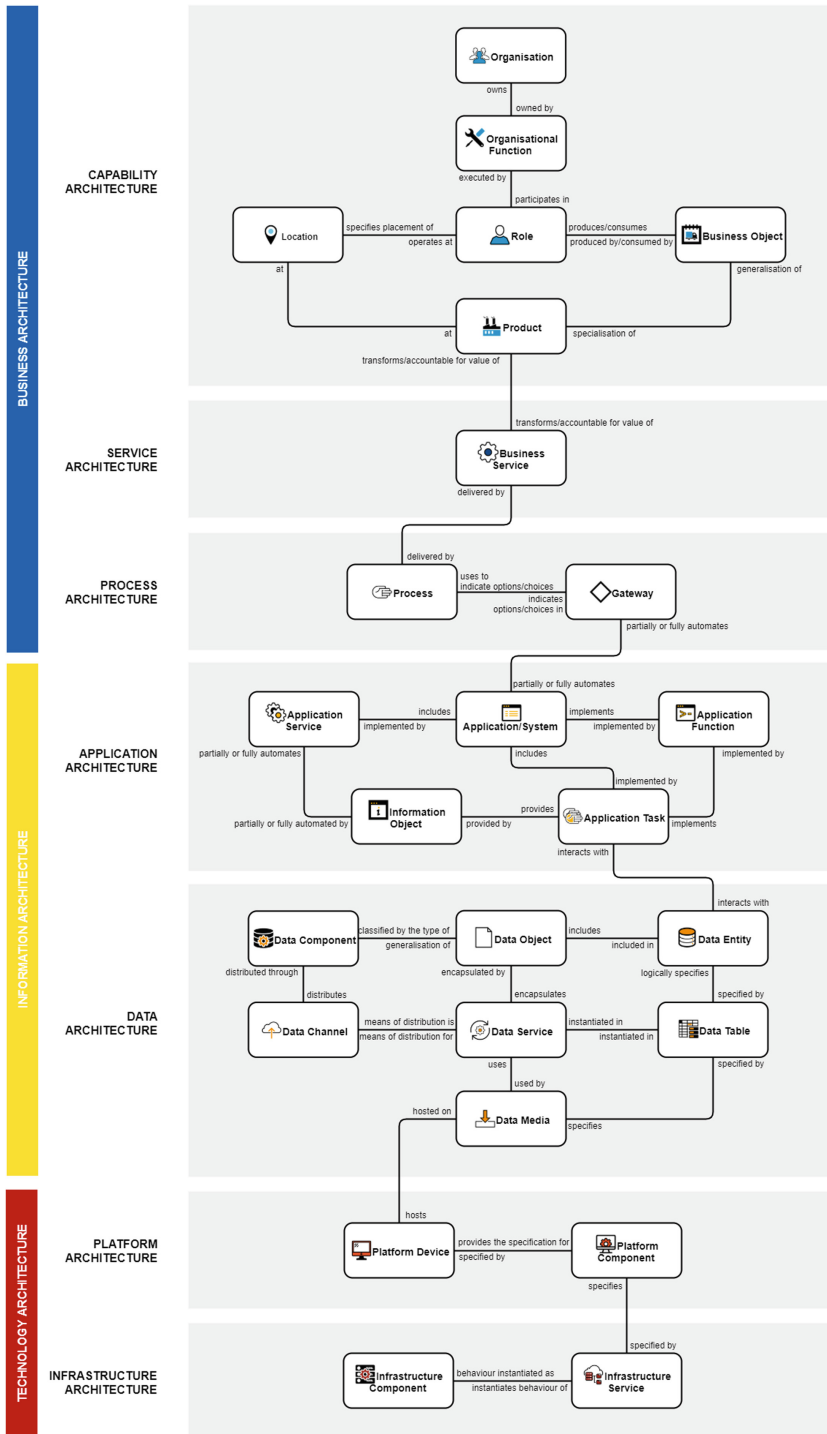 BUSINESS ARCHITECTURE
CAPABILITY
ARCHITECTURE
Organisation
owns
owned by
Organisational
Function
executed by
participates in
Location
specifies placement of
operates at
Role
produces/consumes
produced by/consumed by
Business Object
at
generalisation of
at
Product
specialisation of
transforms/accountable for value of
SERVICE
ARCHITECTURE
transforms/accountable for value of
Business
Service
delivered by
PROCESS
ARCHITECTURE
delivered by
Process
uses to
indicate options/choices
indicates
options/choices in
Gateway
partially or fully automates
INFORMATION ARCHITECTURE
APPLICATION
ARCHITECTURE
partially or fully automates
Application
Service
includes
implemented by
Application/System
implements
implemented by
Application
Function
partially or fully automates
includes
implemented by
implemented by
partially or fully automated by
Information
Object
provides
provided by
Application Task
implements
interacts with
DATA
ARCHITECTURE
interacts with
Data Component
classified by the type of
generalisation of
Data Object
includes
included in
Data Entity
distributed through
encapsulated by
logically specifies
distributes
encapsulates
specified by
Data Channel
means of distribution is
means of distribution for
Data Service
instantiated in
instantiated in
Data Table
uses
specified by
used by
hosted on
Data Media
specifies
TECHNOLOGY ARCHITECTURE
PLATFORM
ARCHITECTURE
hosts
Platform Device
provides the specification for
specified by
Platform
Component
specifies
INFRASTRUCTURE
ARCHITECTURE
specified by
Infrastructure
Component
behaviour instantiated as
instantiates behaviour of
Infrastructure
Service